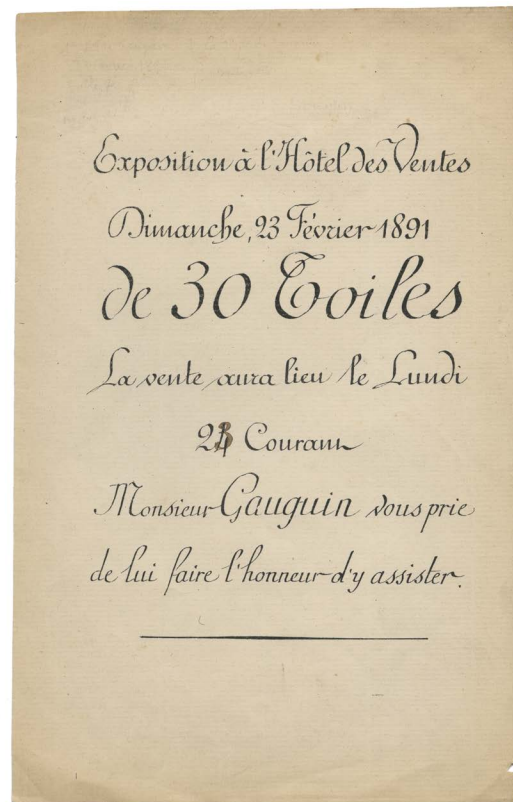 Exposition à l'Hôtel des Ventes
Dimanche, 23 Février 1891
de 30 Toiles
La vente aura lieu le Lundi
23 Courant
Monsieur Gauguin vous prie
de lui faire l'honneur d'y assister.